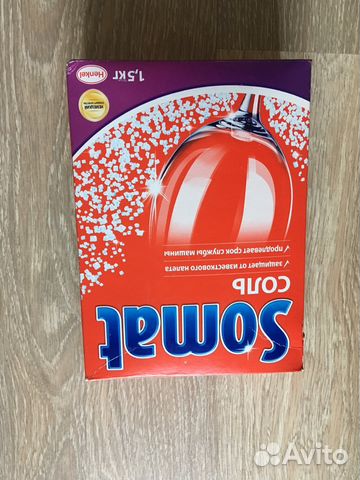 Somat
СОЛЬ
✓ защищает от известкового налета
✓ продлевает срок службы машины
1,5 кг
Henkel
Avito